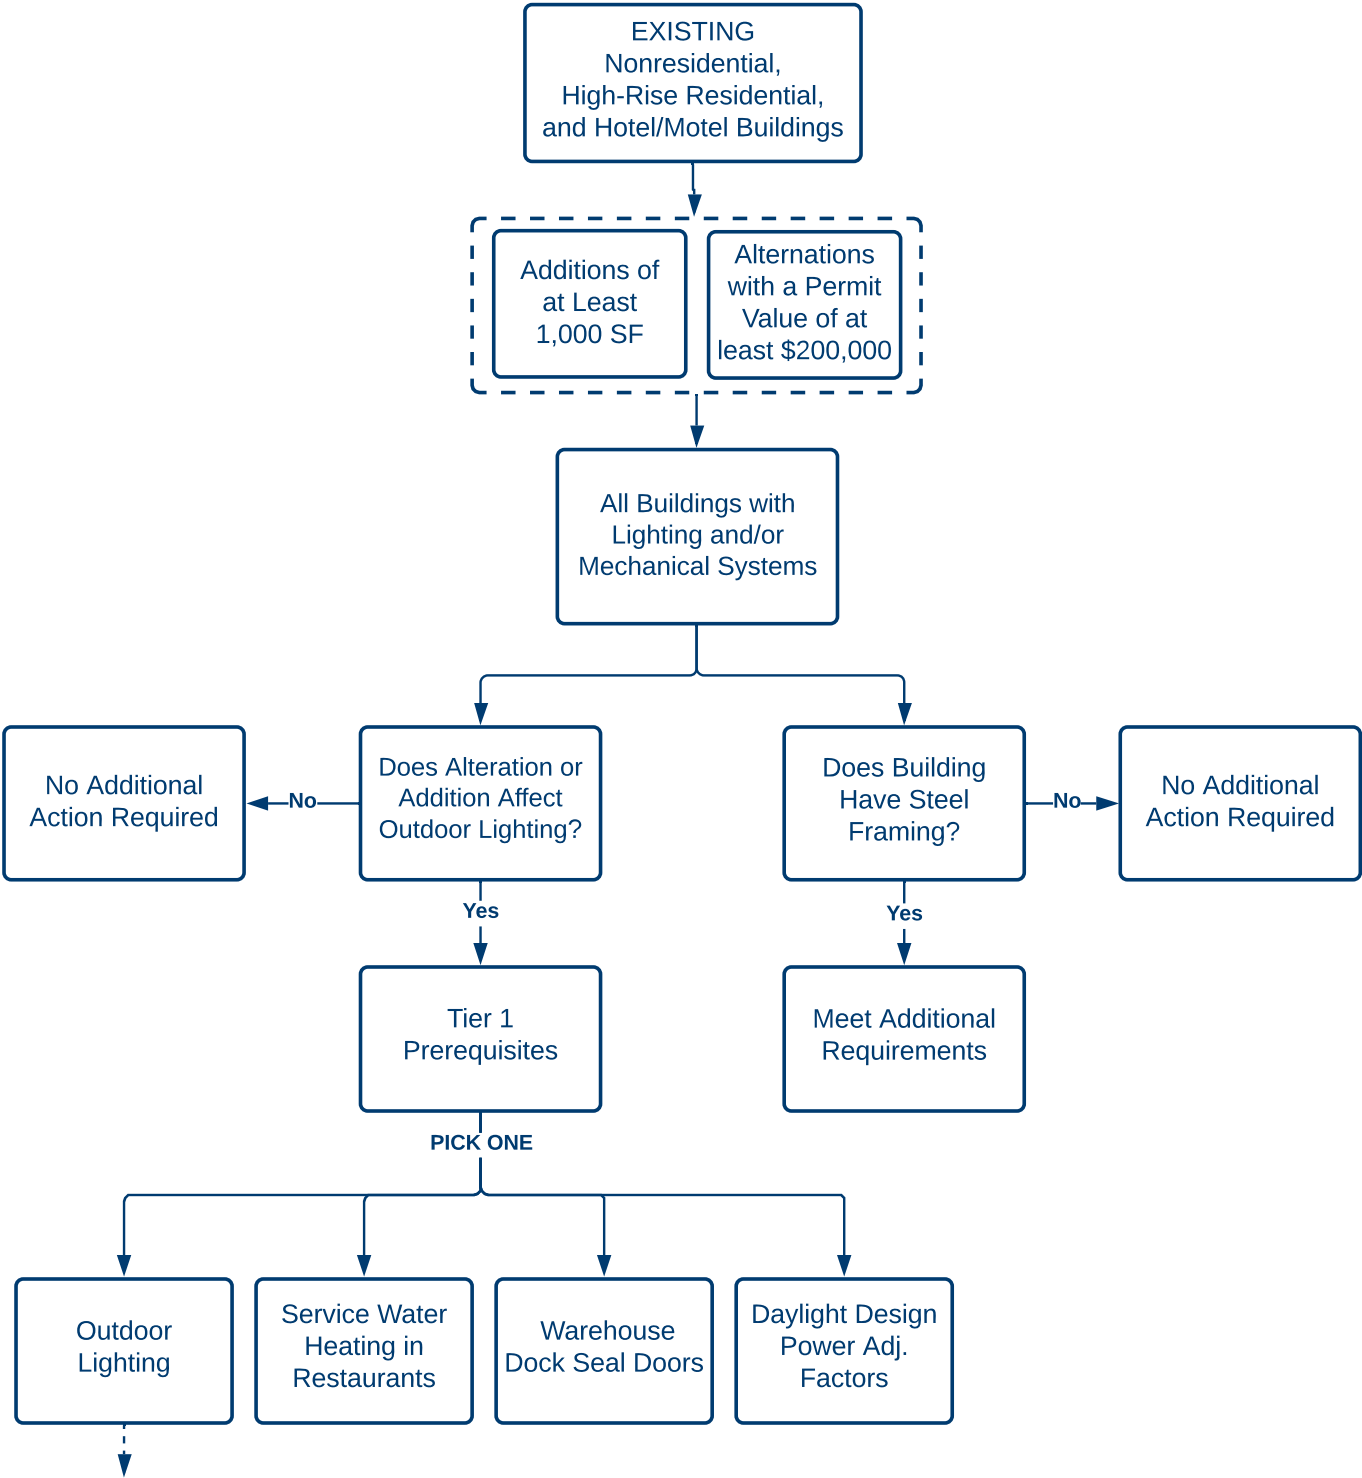 EXISTING
Nonresidential,
High-Rise Residential,
and Hotel/Motel Buildings
Additions of
at Least
1,000 SF
Alternations
with a Permit
Value of at
least $200,000
All Buildings with
Lighting and/or
Mechanical Systems
No Additional
Action Required
No
Does Alteration or
Addition Affect
Outdoor Lighting?
Does Building
Have Steel
Framing?
No
No Additional
Action Required
Yes
Yes
Tier 1
Prerequisites
Meet Additional
Requirements
PICK ONE
Outdoor
Lighting
Service Water
Heating in
Restaurants
Warehouse
Dock Seal Doors
Daylight Design
Power Adj.
Factors